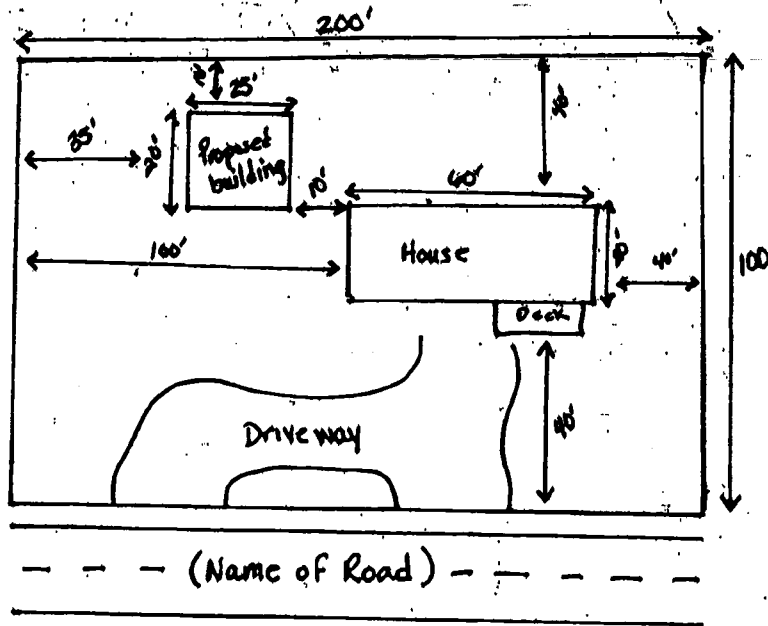 200'
25'
35'
Proposed
building
10'
60'
100'
House
40'
100
Deck
40'
Driveway
(Name of Road)